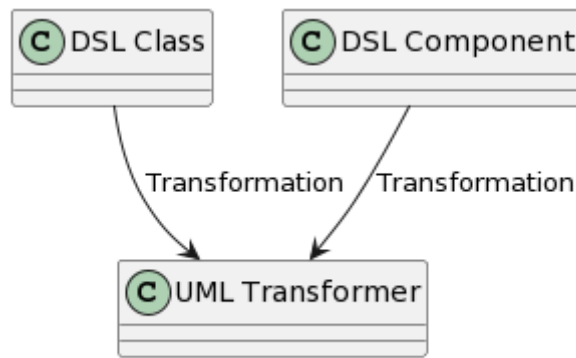 C DSL Class
C DSL Component
Transformation
Transformation
C UML Transformer